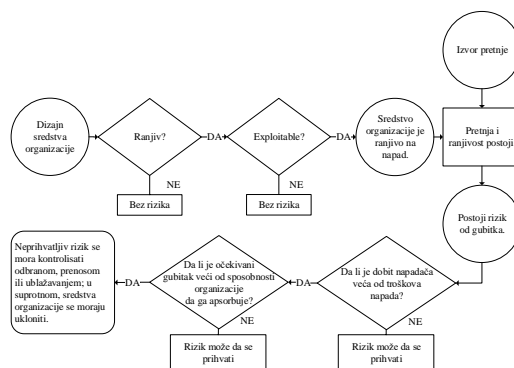 Izvor pretnje
Dizajn
sredstva
organizacije
Ranjiv?
DA
Exploitable?
DA
Sredstvo
organizacije je
ranjivo na
napad.
Pretnja i
ranjivost postoji.
NE
NE
Bez rizika
Bez rizika
Postoji rizik
od gubitka.
Da li je dobit napadača
veća od troškova
napada?
DA
Da li je očekivani
gubitak veći od sposobnosti
organizacije
da ga apsorbuje?
DA
Neprihvatljiv rizik se
mora kontrolisati
odbranom, prenosom
ili ublažavanjem; u
suprotnom, sredstva
organizacije se moraju
ukloniti.
NE
NE
Rizik može da se
prihvati
Rizik može da se
prihvati